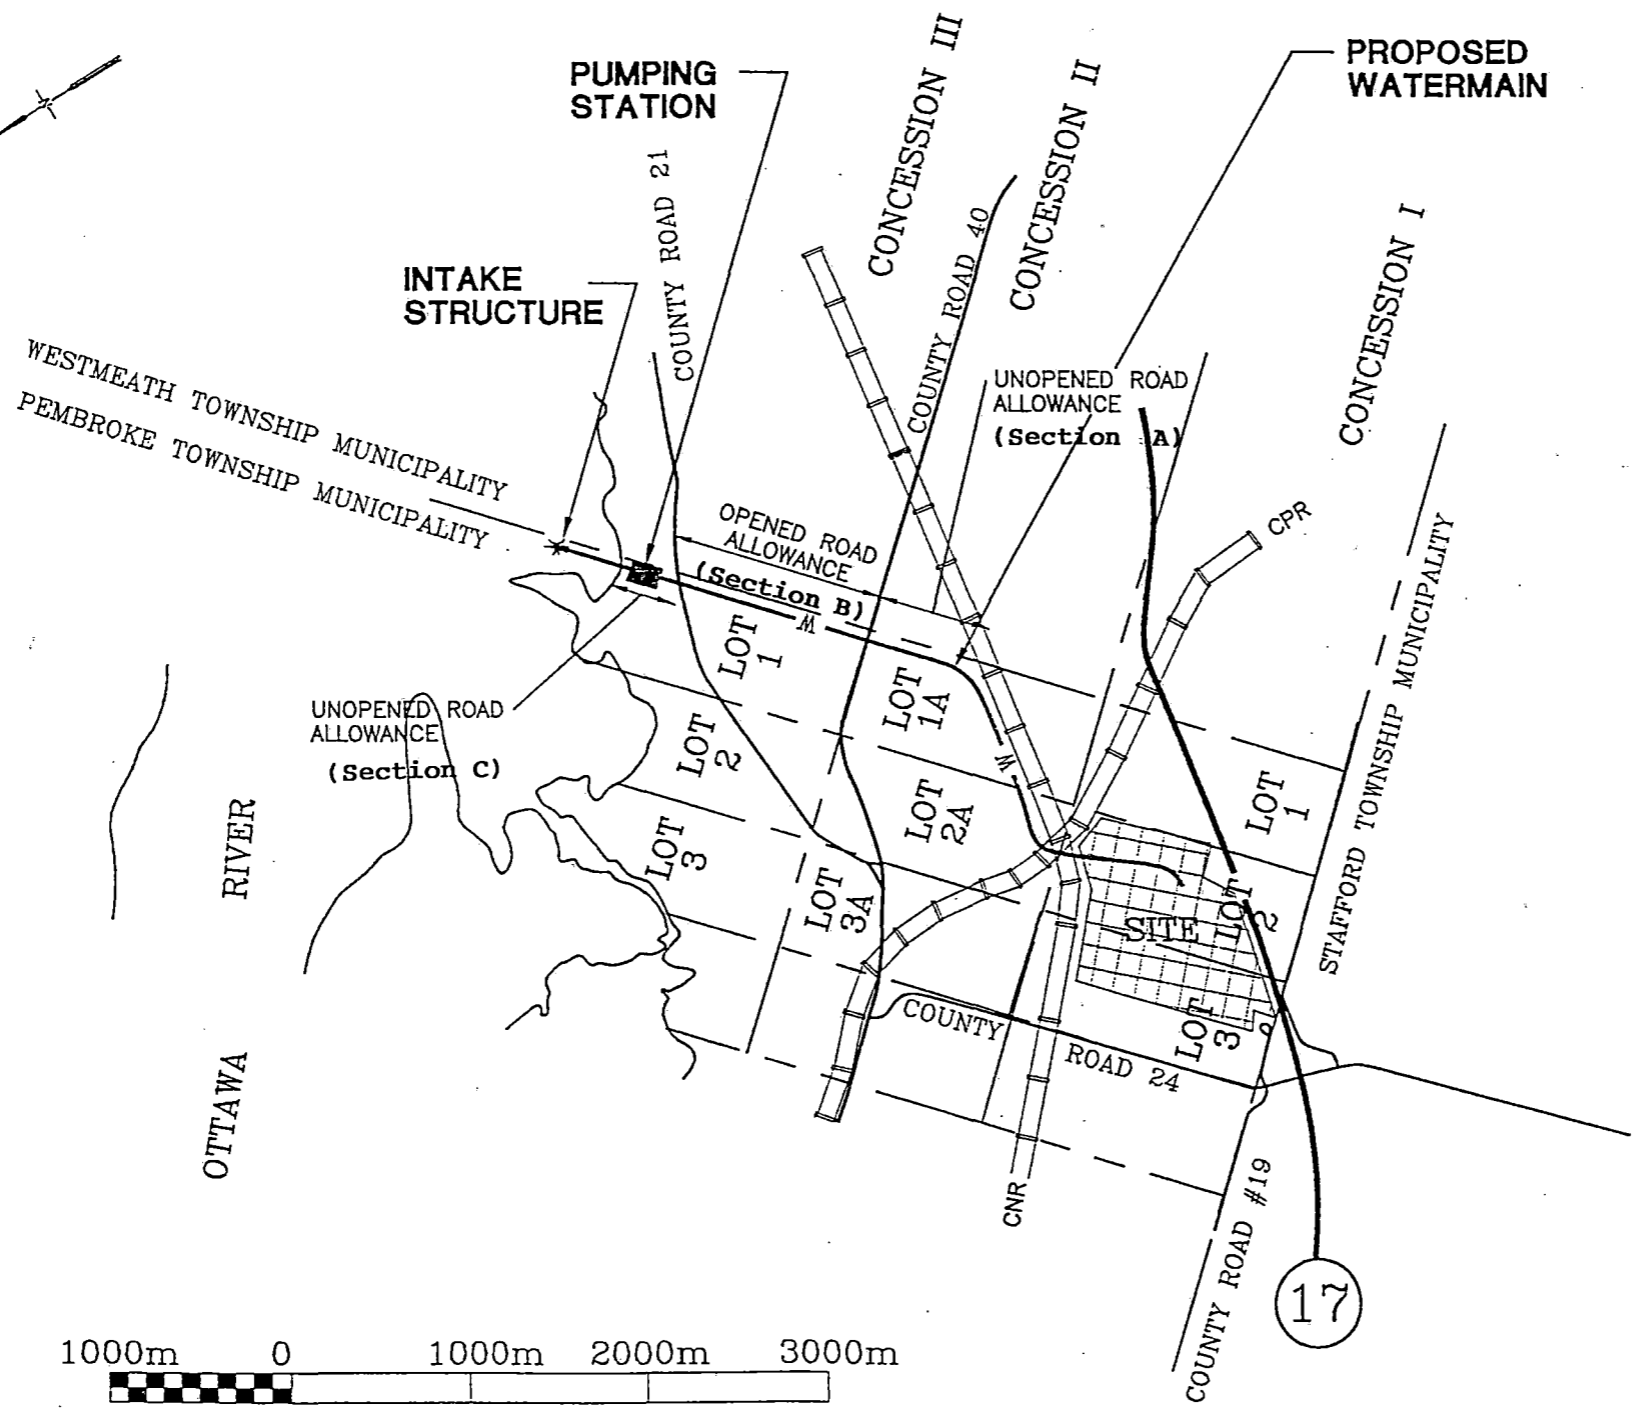 PUMPING
STATION
PROPOSED
WATERMAIN
CONCESSION III
CONCESSION II
CONCESSION I
COUNTY ROAD 21
COUNTY ROAD 40
INTAKE
STRUCTURE
WESTMEATH TOWNSHIP MUNICIPALITY
PEMBROKE TOWNSHIP MUNICIPALITY
UNOPENED ROAD
ALLOWANCE
(Section A)
OPENED ROAD
ALLOWANCE
(Section B)
CPR
STAFFORD TOWNSHIP MUNICIPALITY
W
LOT
1
LOT
1A
UNOPENED ROAD
ALLOWANCE
(Section C)
LOT
2
W
LOT
2A
LOT
1
LOT
3
LOT
3A
SITE
LOT
2
LOT
3
COUNTY
ROAD 24
OTTAWA RIVER
CNR
COUNTY ROAD #19
17
1000m 0 1000m 2000m 3000m